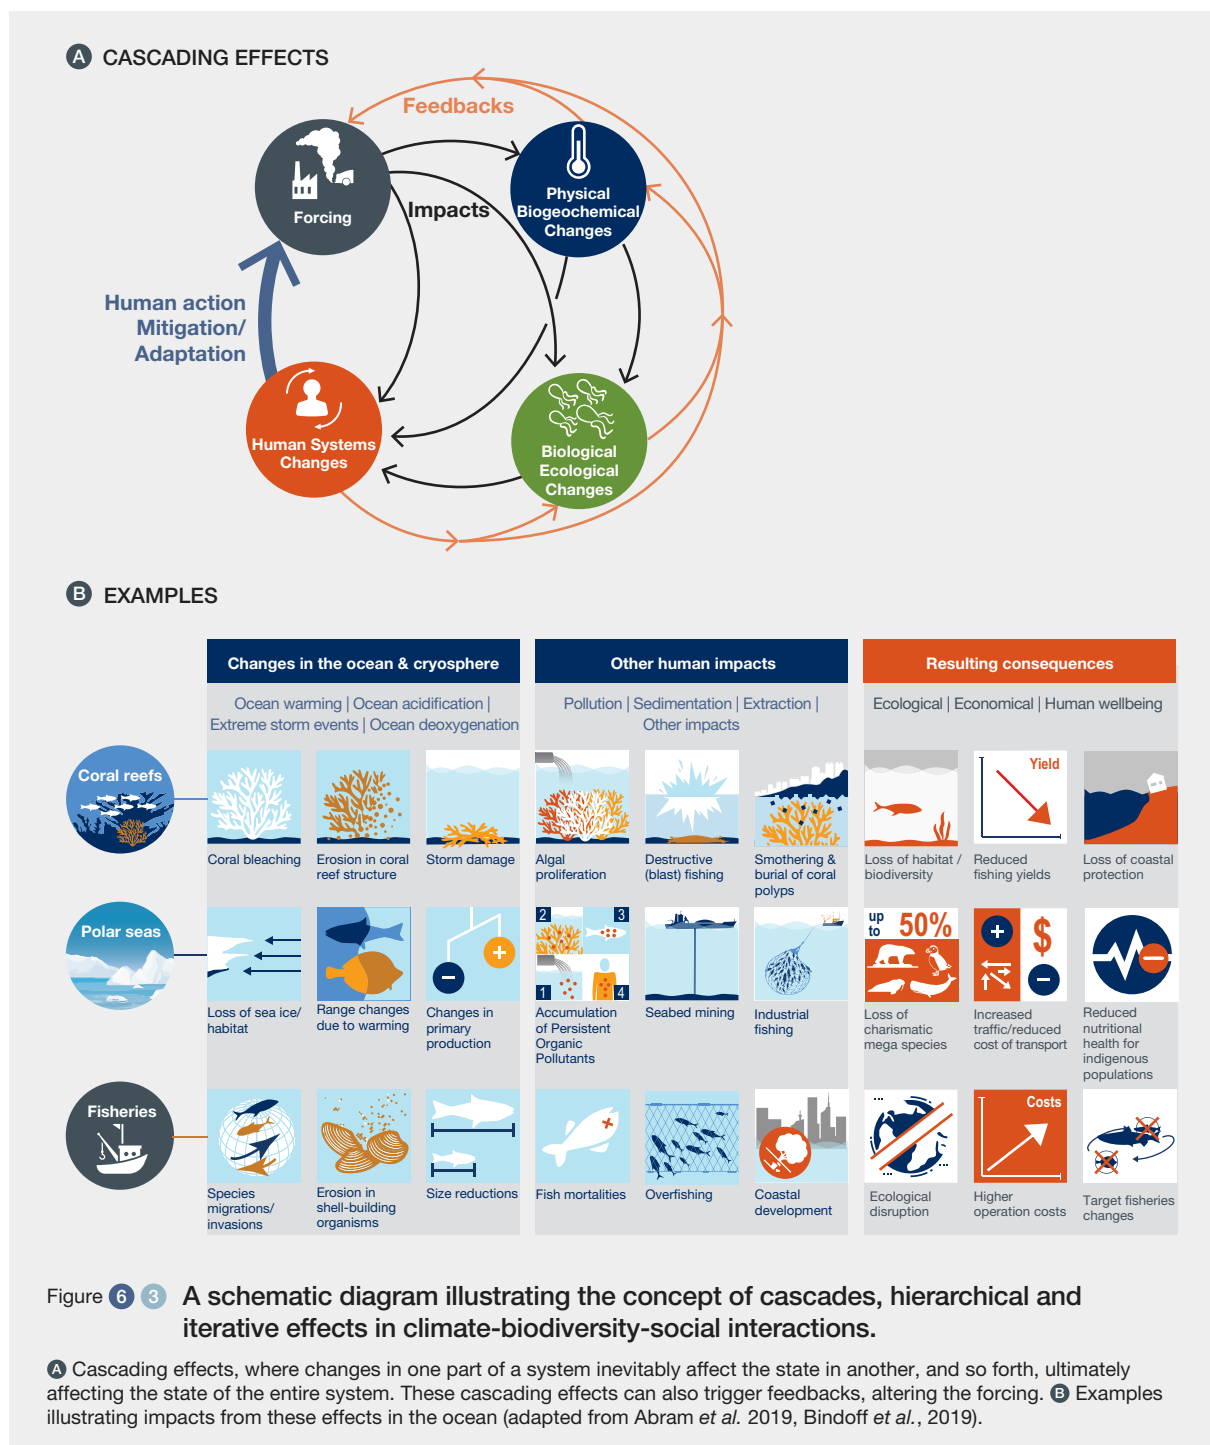 A CASCADING EFFECTS
Feedbacks
Forcing
Impacts
Physical
Biogeochemical
Changes
Human action
Mitigation/
Adaptation
Human Systems
Changes
Biological
Ecological
Changes
B EXAMPLES
Changes in the ocean & cryosphere
Other human impacts
Resulting consequences
Ocean warming | Ocean acidification |
Extreme storm events | Ocean deoxygenation
Pollution | Sedimentation | Extraction |
Other impacts
Ecological | Economical | Human wellbeing
Coral reefs
Coral bleaching
Erosion in coral
reef structure
Storm damage
Algal
proliferation
Destructive
(blast) fishing
Smothering &
burial of coral
polyps
Loss of habitat /
biodiversity
Yield
Reduced
fishing yields
Loss of coastal
protection
Polar seas
Loss of sea ice/
habitat
Range changes
due to warming
Changes in
primary
production
2
3
1
4
Accumulation
of Persistent
Organic
Pollutants
Seabed mining
Industrial
fishing
up
to 50%
Loss of
charismatic
mega species
$
Increased
traffic/reduced
cost of transport
Reduced
nutritional
health for
indigenous
populations
Fisheries
Species
migrations/
invasions
Erosion in
shell-building
organisms
Size reductions
Fish mortalities
Overfishing
Coastal
development
Ecological
disruption
Costs
Higher
operation costs
Target fisheries
changes
Figure 6 3 A schematic diagram illustrating the concept of cascades, hierarchical and
iterative effects in climate-biodiversity-social interactions.
A Cascading effects, where changes in one part of a system inevitably affect the state in another, and so forth, ultimately
affecting the state of the entire system. These cascading effects can also trigger feedbacks, altering the forcing. B Examples
illustrating impacts from these effects in the ocean (adapted from Abram et al. 2019, Bindoff et al., 2019).